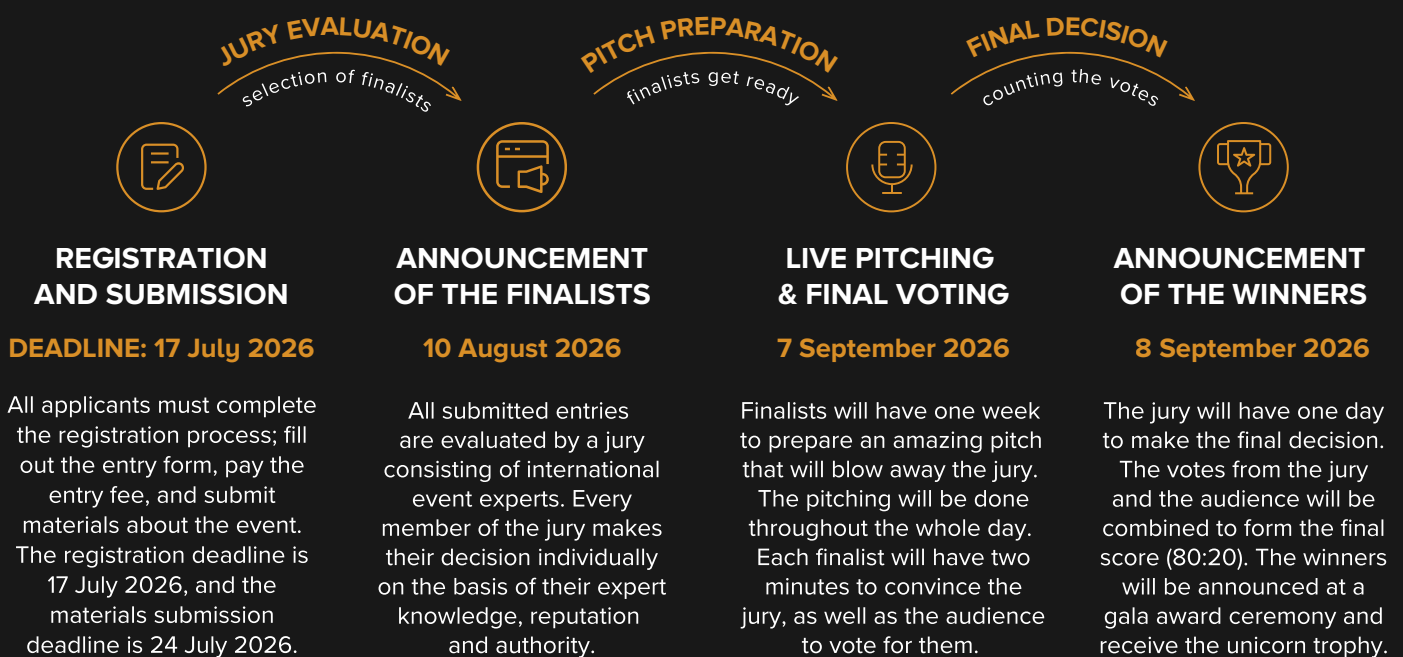 JURY EVALUATION
selection of finalists
PITCH PREPARATION
finalists get ready
FINAL DECISION
counting the votes
REGISTRATION
AND SUBMISSION
DEADLINE: 17 July 2026
All applicants must complete
the registration process; fill
out the entry form, pay the
entry fee, and submit
materials about the event.
The registration deadline is
17 July 2026, and the
materials submission
deadline is 24 July 2026.
ANNOUNCEMENT
OF THE FINALISTS
10 August 2026
All submitted entries
are evaluated by a jury
consisting of international
event experts. Every
member of the jury makes
their decision individually
on the basis of their expert
knowledge, reputation
and authority.
LIVE PITCHING
& FINAL VOTING
7 September 2026
Finalists will have one week
to prepare an amazing pitch
that will blow away the jury.
The pitching will be done
throughout the whole day.
Each finalist will have two
minutes to convince the
jury, as well as the audience
to vote for them.
ANNOUNCEMENT
OF THE WINNERS
8 September 2026
The jury will have one day
to make the final decision.
The votes from the jury
and the audience will be
combined to form the final
score (80:20). The winners
will be announced at a
gala award ceremony and
receive the unicorn trophy.